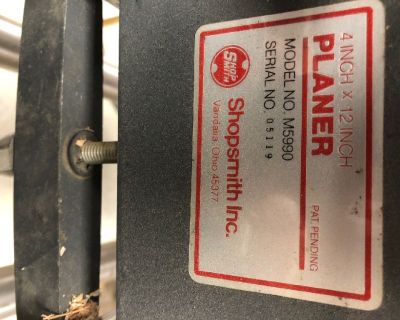 4 INCH X 12 INCH
PLANER
MODEL NO. M5990
SERIAL NO. 05119
PAT. PENDING
SHOP
SMITH
Shopsmith Inc.
Vandalia, Ohio 45377